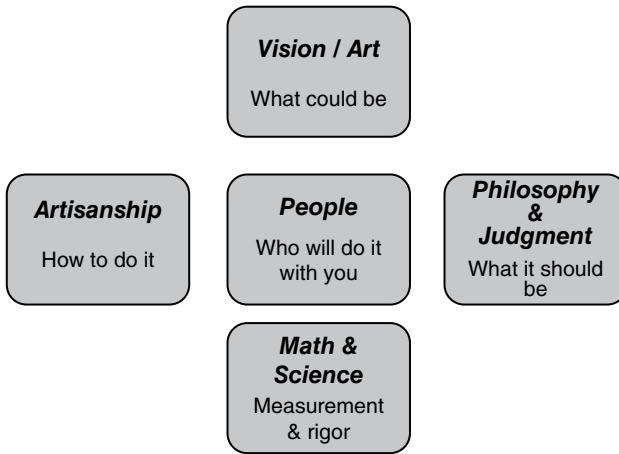 Vision / Art
What could be
Artisanship
How to do it
People
Who will do it
with you
Philosophy
&
Judgment
What it should
be
Math &
Science
Measurement
& rigor